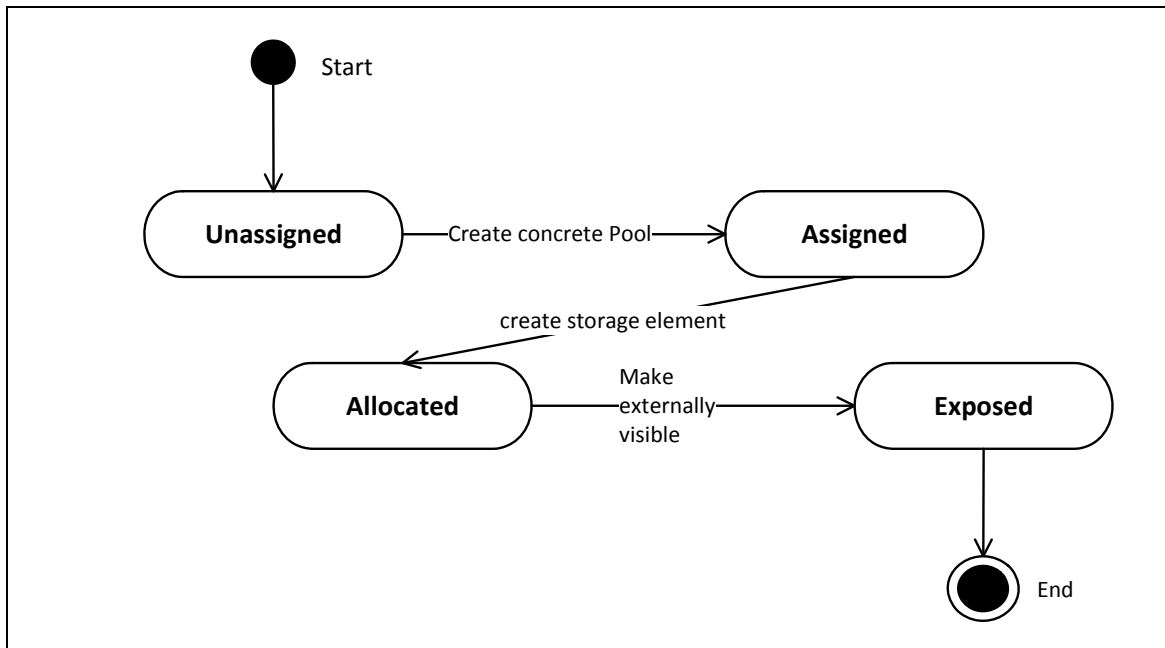 Start
Unassigned
Create concrete Pool
Assigned
create storage element
Allocated
Make
externally
visible
Exposed
End